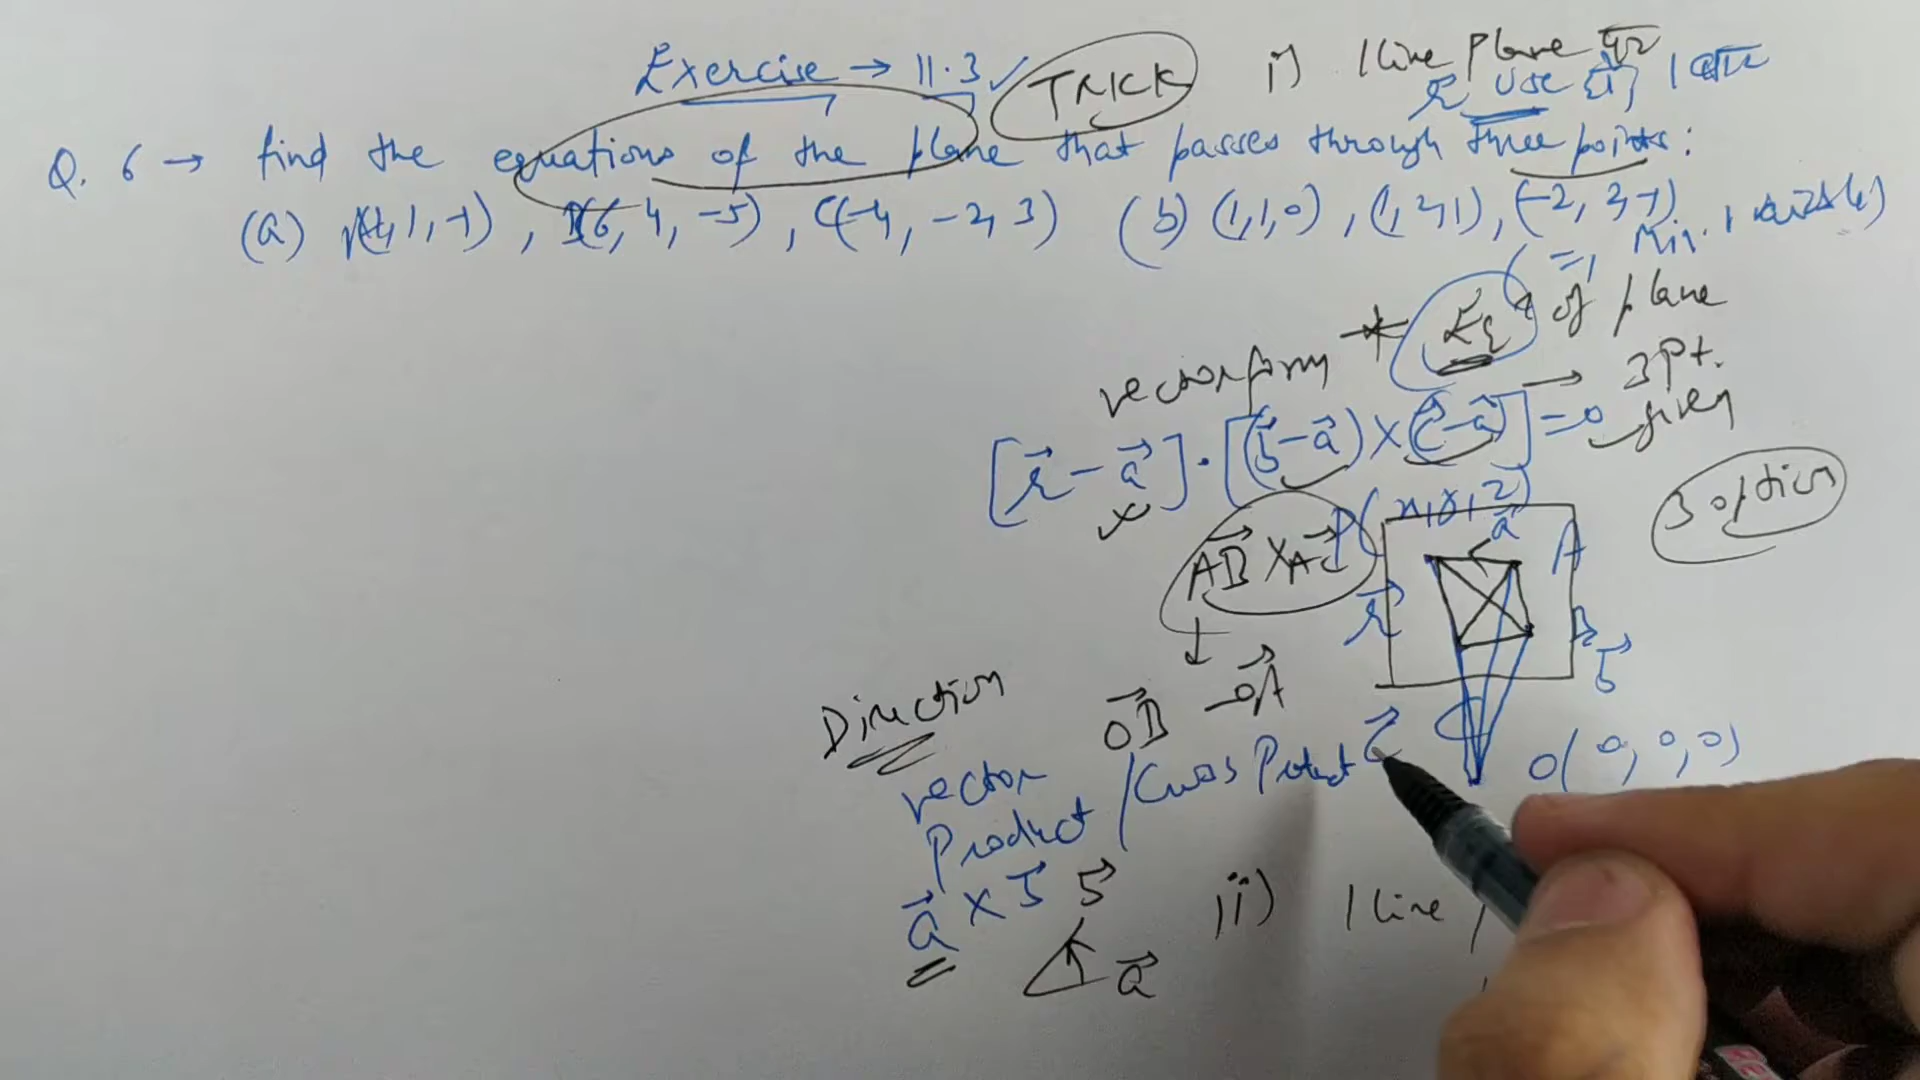 Exercise → 11.3 ✓ TRICK i) 1 line plane
use
Q. 6 → find the equations of the plane that passes through three points:
(a) A(1, 1, -1), B(6, 4, -5), C(-4, -2, 3) (b) (1,1,0), (1,2,1), (-2, 2, -1)
* Eq of plane
vector form 3 Pt. given
[r⃗ - a⃗] · [(b⃗ - a⃗) × (c⃗ - a⃗)] = 0
3 option
P(x, y, z)
AB⃗ × AC⃗ a⃗ A
r⃗ B b⃗
Direction OB⃗ - OA⃗
vector Product / Cross Product c⃗ O(0, 0, 0)
a⃗ × b⃗ b⃗ ii) 1 line
a⃗